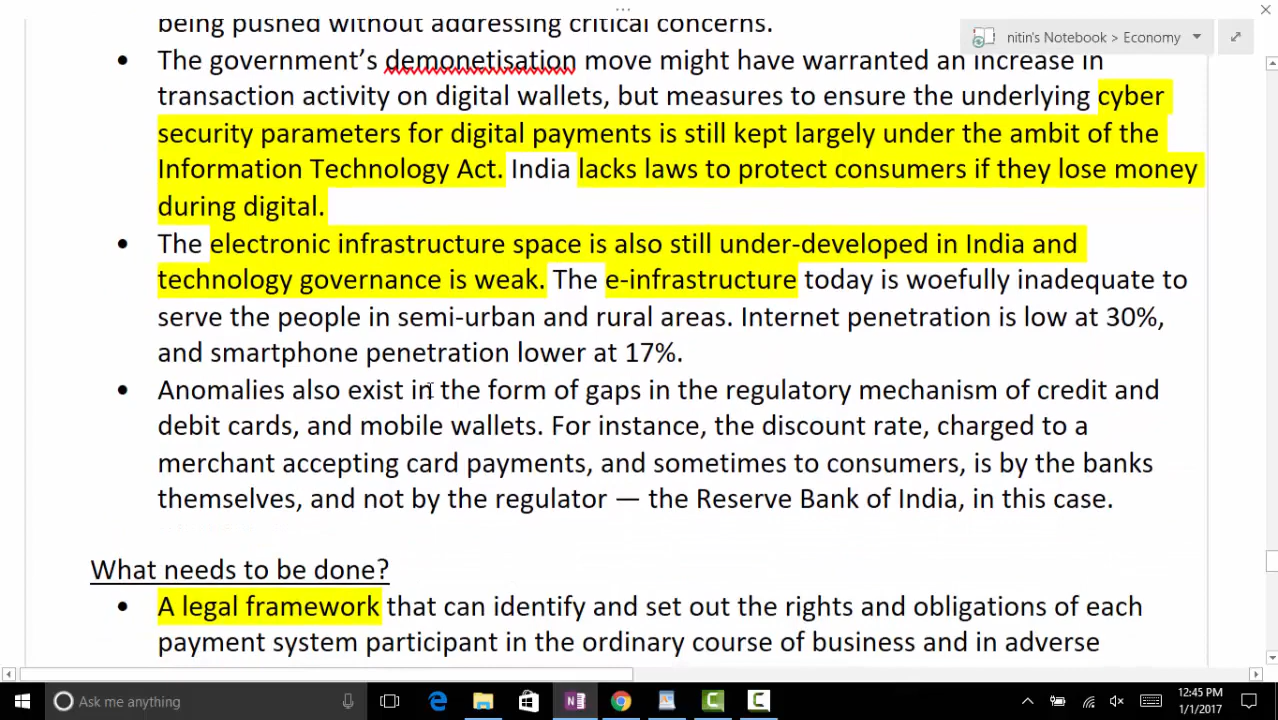 being pushed without addressing critical concerns.
nitin's Notebook > Economy
• The government's demonetisation move might have warranted an increase in
transaction activity on digital wallets, but measures to ensure the underlying cyber
security parameters for digital payments is still kept largely under the ambit of the
Information Technology Act. India lacks laws to protect consumers if they lose money
during digital.
• The electronic infrastructure space is also still under-developed in India and
technology governance is weak. The e-infrastructure today is woefully inadequate to
serve the people in semi-urban and rural areas. Internet penetration is low at 30%,
and smartphone penetration lower at 17%.
• Anomalies also exist in the form of gaps in the regulatory mechanism of credit and
debit cards, and mobile wallets. For instance, the discount rate, charged to a
merchant accepting card payments, and sometimes to consumers, is by the banks
themselves, and not by the regulator — the Reserve Bank of India, in this case.
What needs to be done?
• A legal framework that can identify and set out the rights and obligations of each
payment system participant in the ordinary course of business and in adverse
Ask me anything
12:45 PM
1/1/2017